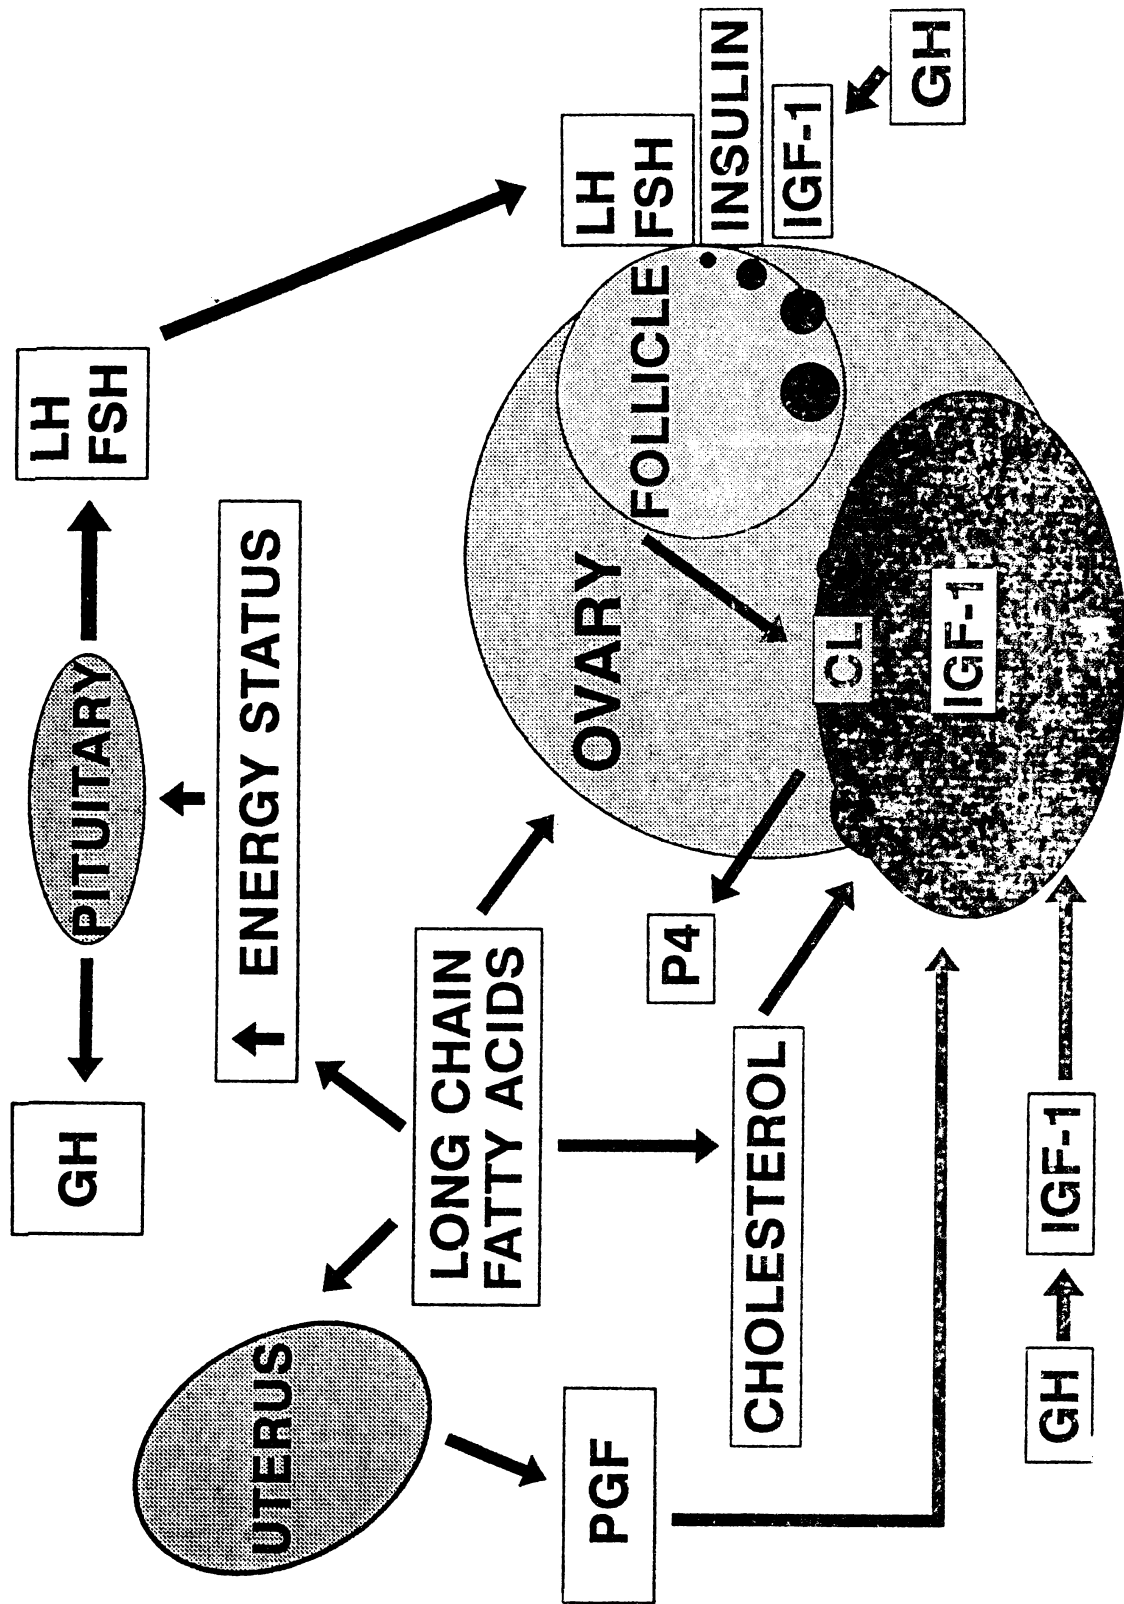 GH
PITUITARY
LH
FSH
UTERUS
ENERGY STATUS
LONG CHAIN
FATTY ACIDS
PGF
OVARY
FOLLICLE
LH
FSH
P4
INSULIN
CHOLESTEROL
IGF-1
CL
GH
IGF-1
GH
IGF-1